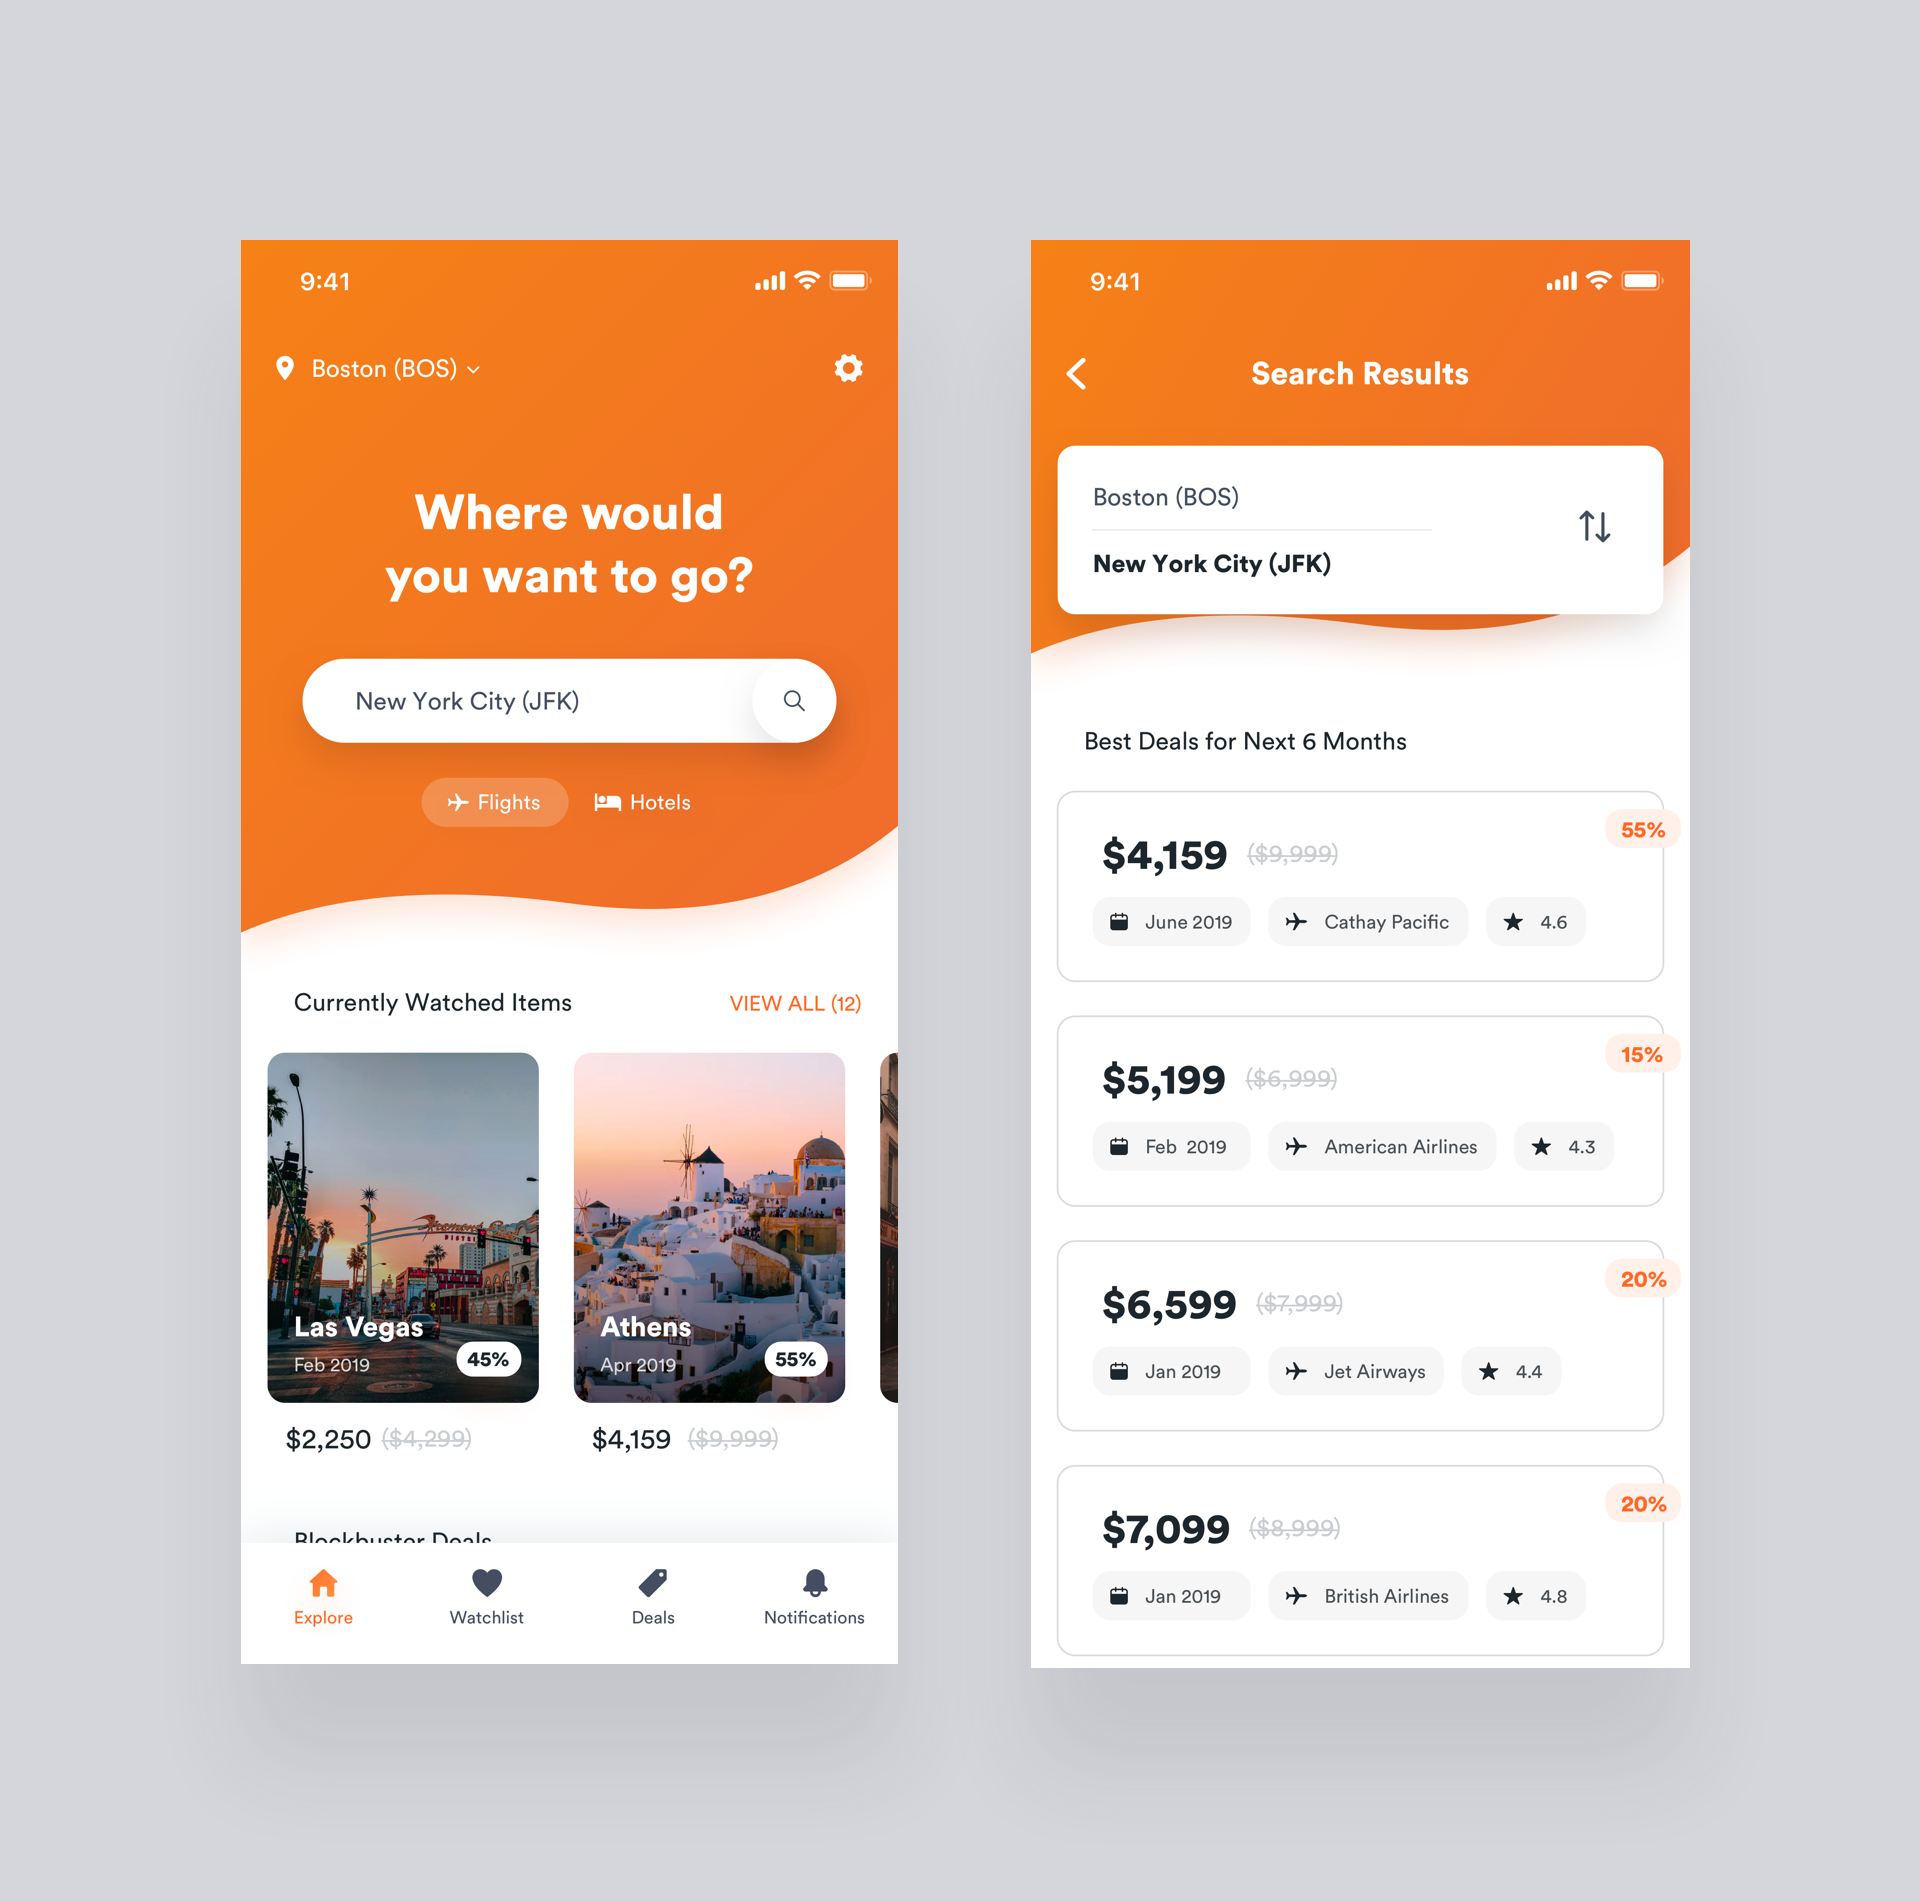 9:41
Boston (BOS)
Where would
you want to go?
New York City (JFK)
Flights
Hotels
Currently Watched Items
VIEW ALL (12)
Las Vegas
Feb 2019
45%
Athens
Apr 2019
55%
$2,250 ($4,299)
$4,159 ($9,999)
Blockbuster Deals
Explore
Watchlist
Deals
Notifications
9:41
Search Results
Boston (BOS)
New York City (JFK)
Best Deals for Next 6 Months
55%
$4,159 ($9,999)
June 2019
Cathay Pacific
4.6
15%
$5,199 ($6,999)
Feb 2019
American Airlines
4.3
20%
$6,599 ($7,999)
Jan 2019
Jet Airways
4.4
20%
$7,099 ($8,999)
Jan 2019
British Airlines
4.8